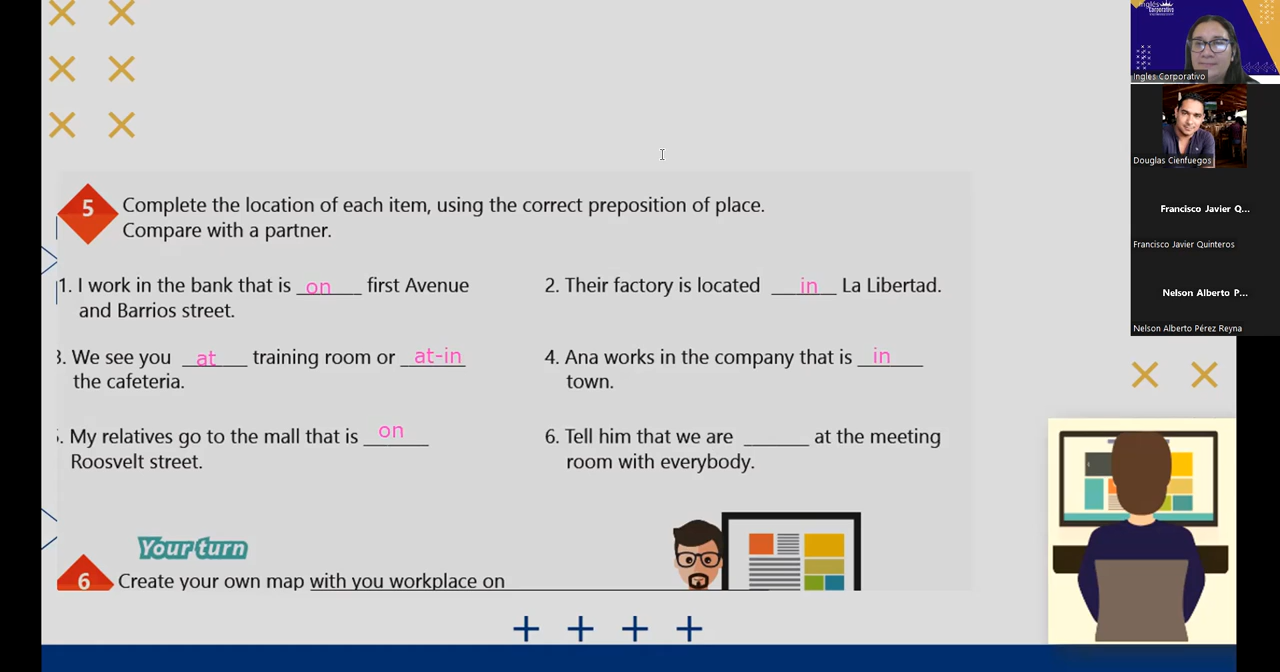 5
Complete the location of each item, using the correct preposition of place.
Compare with a partner.
1. I work in the bank that is on first Avenue
and Barrios street.
2. Their factory is located in La Libertad.
3. We see you at training room or at-in
the cafeteria.
4. Ana works in the company that is in
town.
. My relatives go to the mall that is on
Roosvelt street.
6. Tell him that we are ______ at the meeting
room with everybody.
Your turn
6
Create your own map with you workplace on
Inglés
Corporativo
Ingles Corporativo
Douglas Cienfuegos
Francisco Javier Q...
Francisco Javier Quinteros
Nelson Alberto P...
Nelson Alberto Pérez Reyna